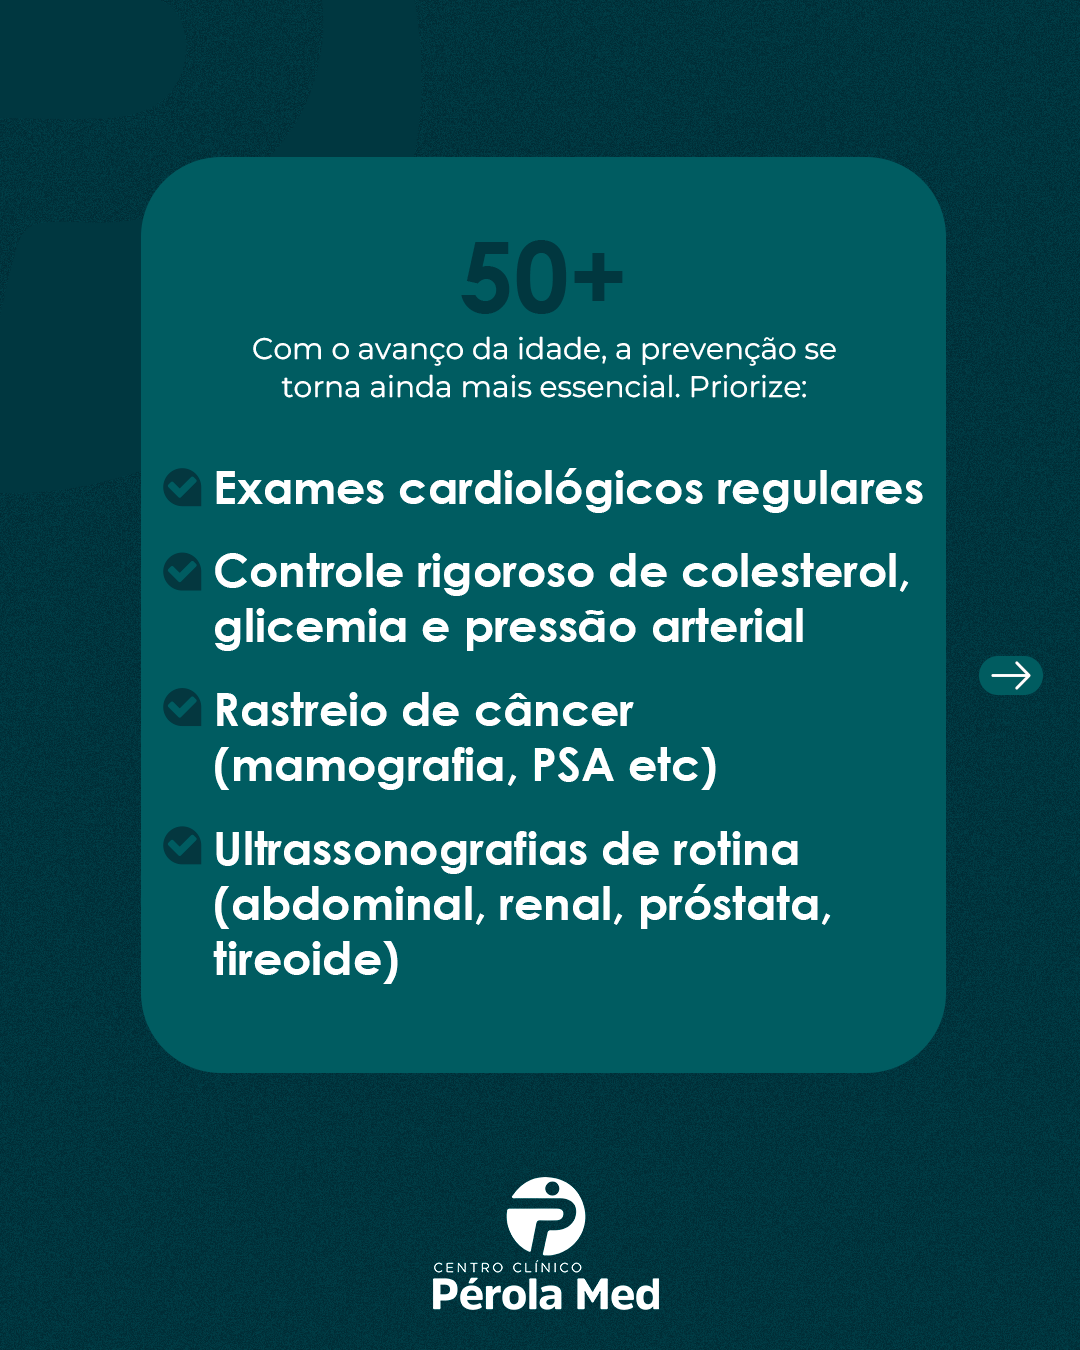 50+
Com o avanço da idade, a prevenção se
torna ainda mais essencial. Priorize:
Exames cardiológicos regulares
Controle rigoroso de colesterol,
glicemia e pressão arterial
Rastreio de câncer
(mamografia, PSA etc)
Ultrassonografias de rotina
(abdominal, renal, próstata,
tireoide)
CENTRO CLÍNICO
Pérola Med